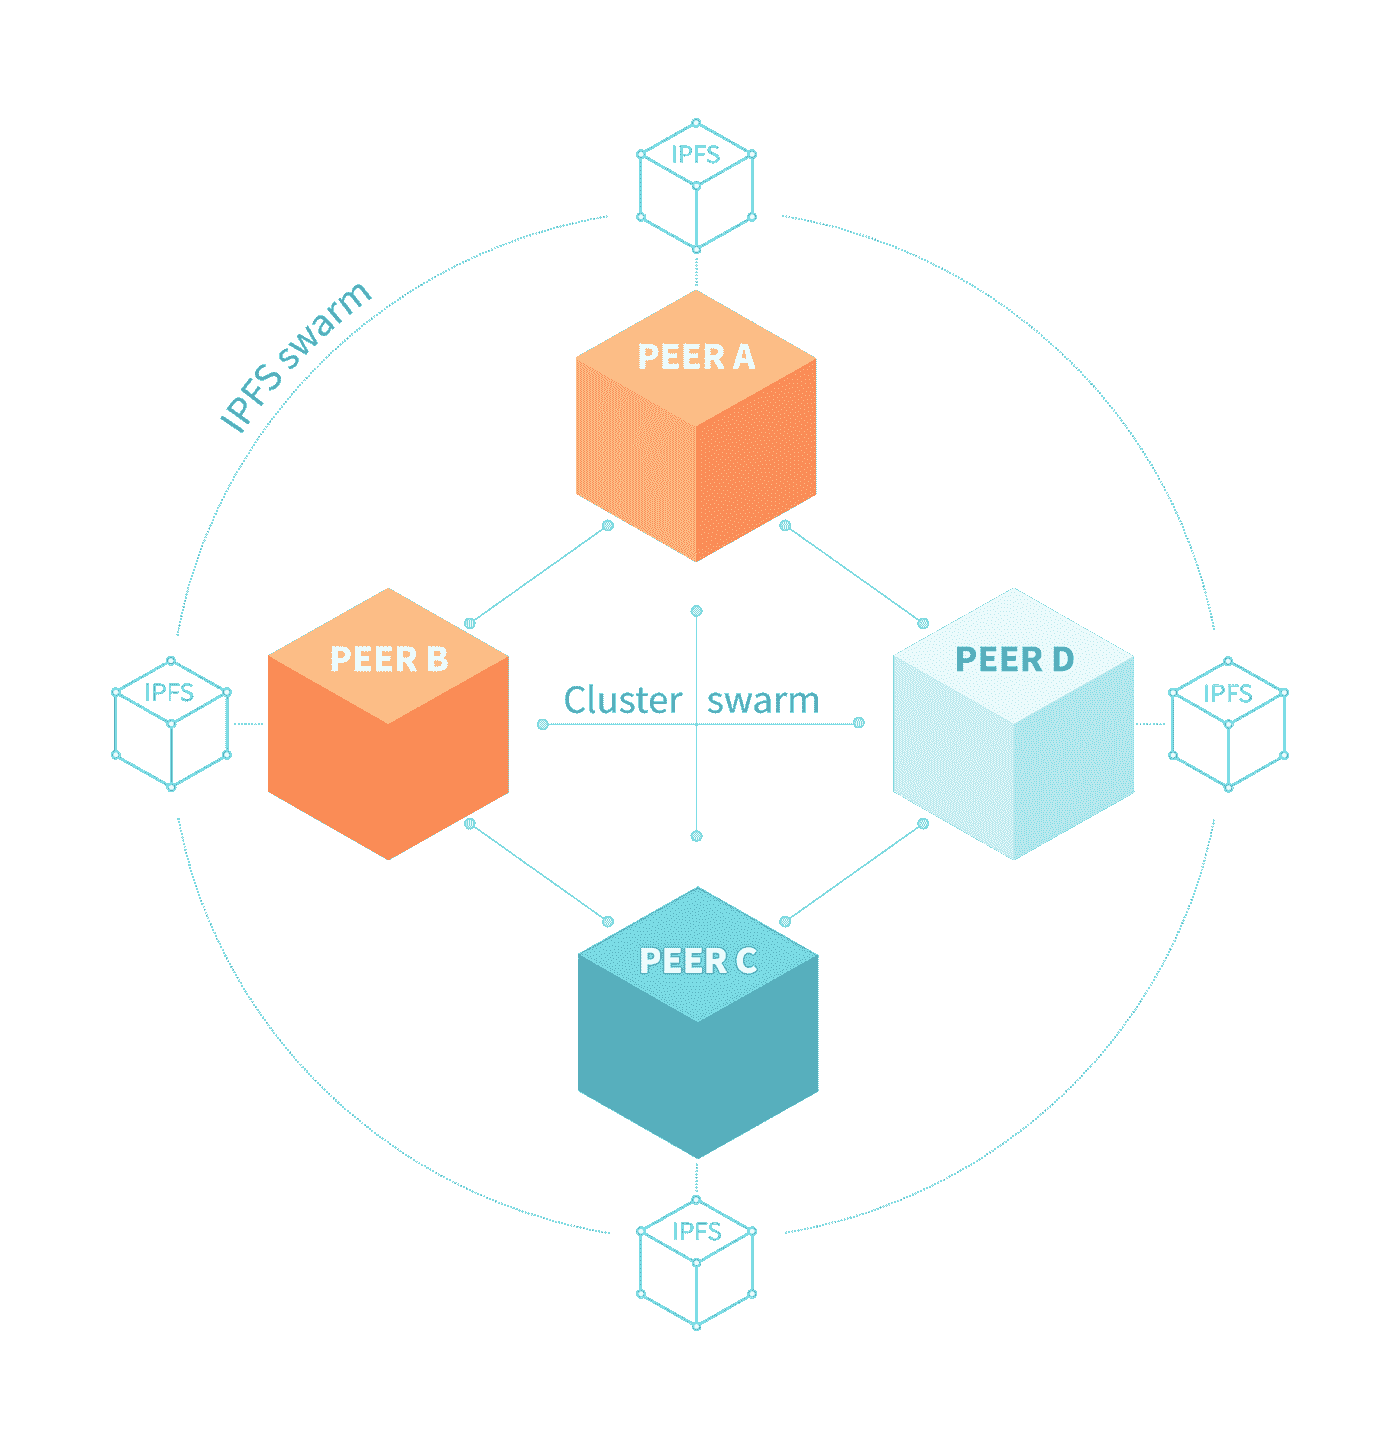 IPFS
IPFS swarm
PEER A
PEER B
PEER D
IPFS
Cluster swarm
IPFS
PEER C
IPFS